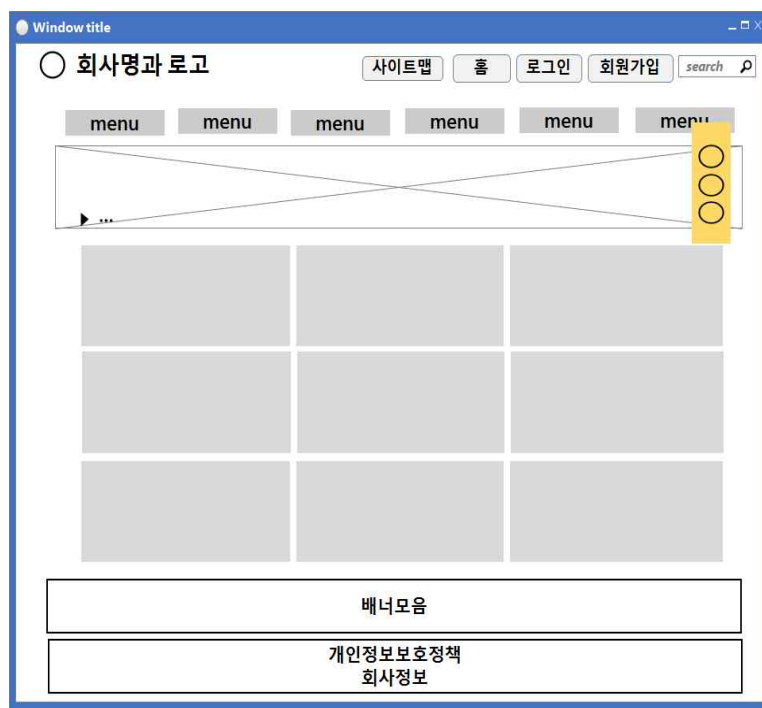 Window title
회사명과 로고
사이트맵 홈 로그인 회원가입 search
menu menu menu menu menu menu
...
배너모음
개인정보보호정책
회사정보